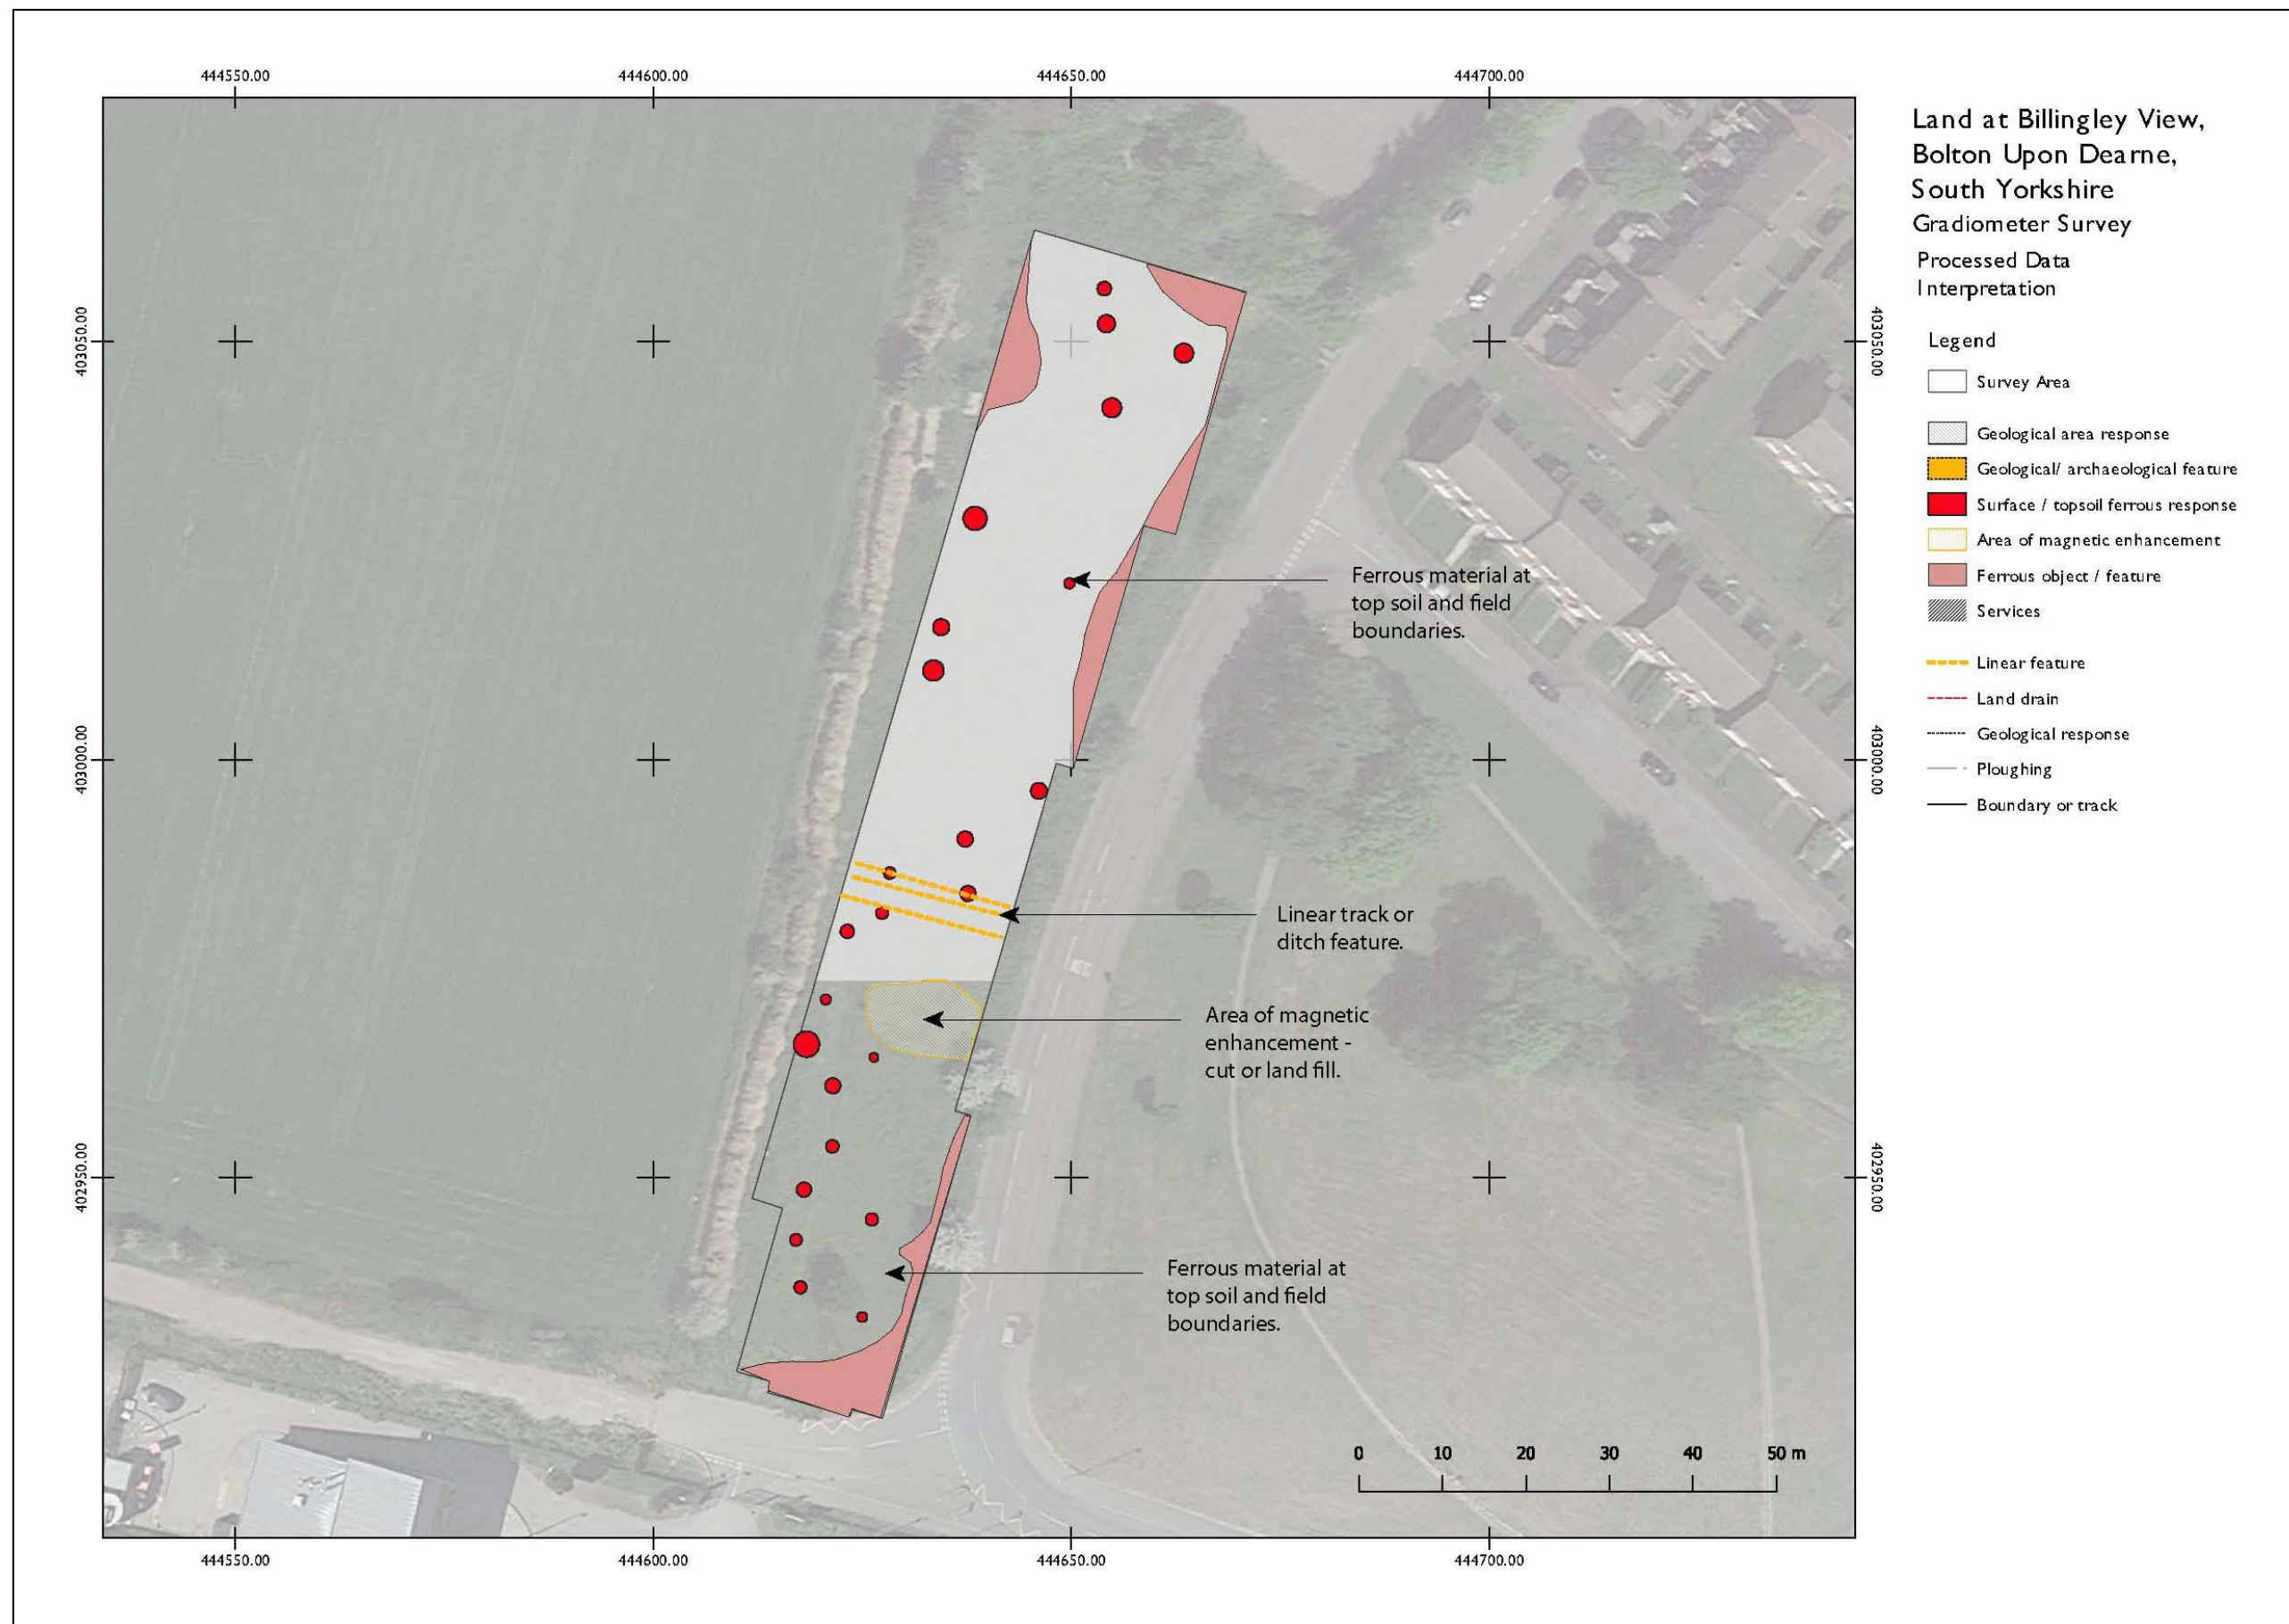 444550.00
444600.00
444650.00
444700.00
403050.00
403050.00
403000.00
403000.00
402950.00
402950.00
Ferrous material at
top soil and field
boundaries.
Linear track or
ditch feature.
Area of magnetic
enhancement -
cut or land fill.
Ferrous material at
top soil and field
boundaries.
0 10 20 30 40 50 m
444550.00
444600.00
444650.00
444700.00
Land at Billingley View,
Bolton Upon Dearne,
South Yorkshire
Gradiometer Survey
Processed Data
Interpretation
Legend
Survey Area
Geological area response
Geological/ archaeological feature
Surface / topsoil ferrous response
Area of magnetic enhancement
Ferrous object / feature
Services
Linear feature
Land drain
Geological response
Ploughing
Boundary or track